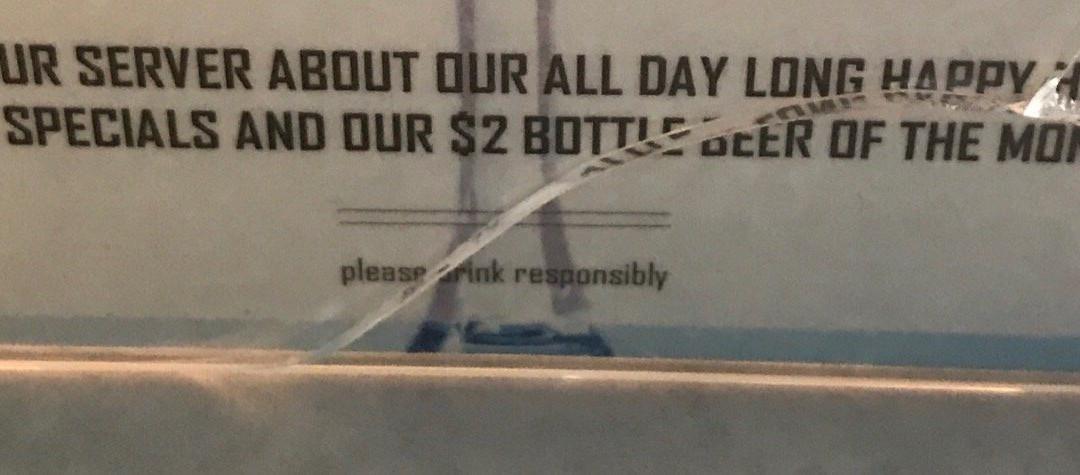 UR SERVER ABOUT OUR ALL DAY LONG HAPPY H
SPECIALS AND OUR $2 BOTTLE BEER OF THE MON
please drink responsibly